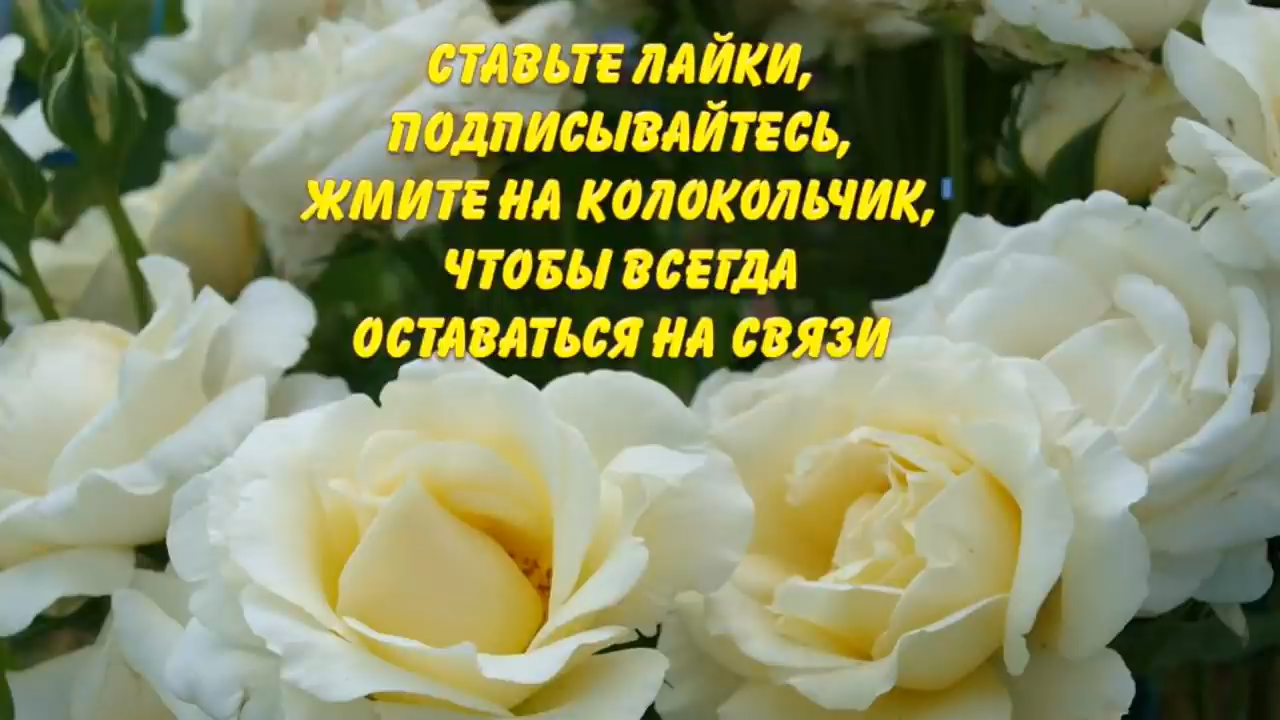 СТАВЬТЕ ЛАЙКИ,
ПОДПИСЫВАЙТЕСЬ,
ЖМИТЕ НА КОЛОКОЛЬЧИК,
ЧТОБЫ ВСЕГДА
ОСТАВАТЬСЯ НА СВЯЗИ